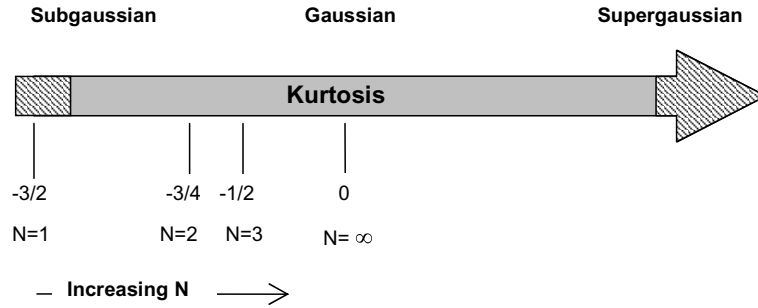 Subgaussian Gaussian Supergaussian
Kurtosis
-3/2 -3/4 -1/2 0
N=1 N=2 N=3 N= ∞
Increasing N